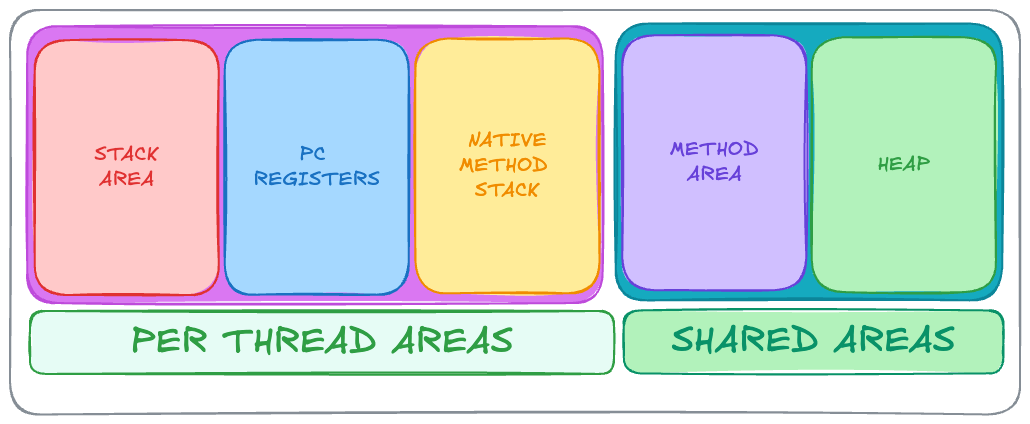 STACK
AREA
PC
REGISTERS
NATIVE
METHOD
STACK
METHOD
AREA
HEAP
PER THREAD AREAS
SHARED AREAS